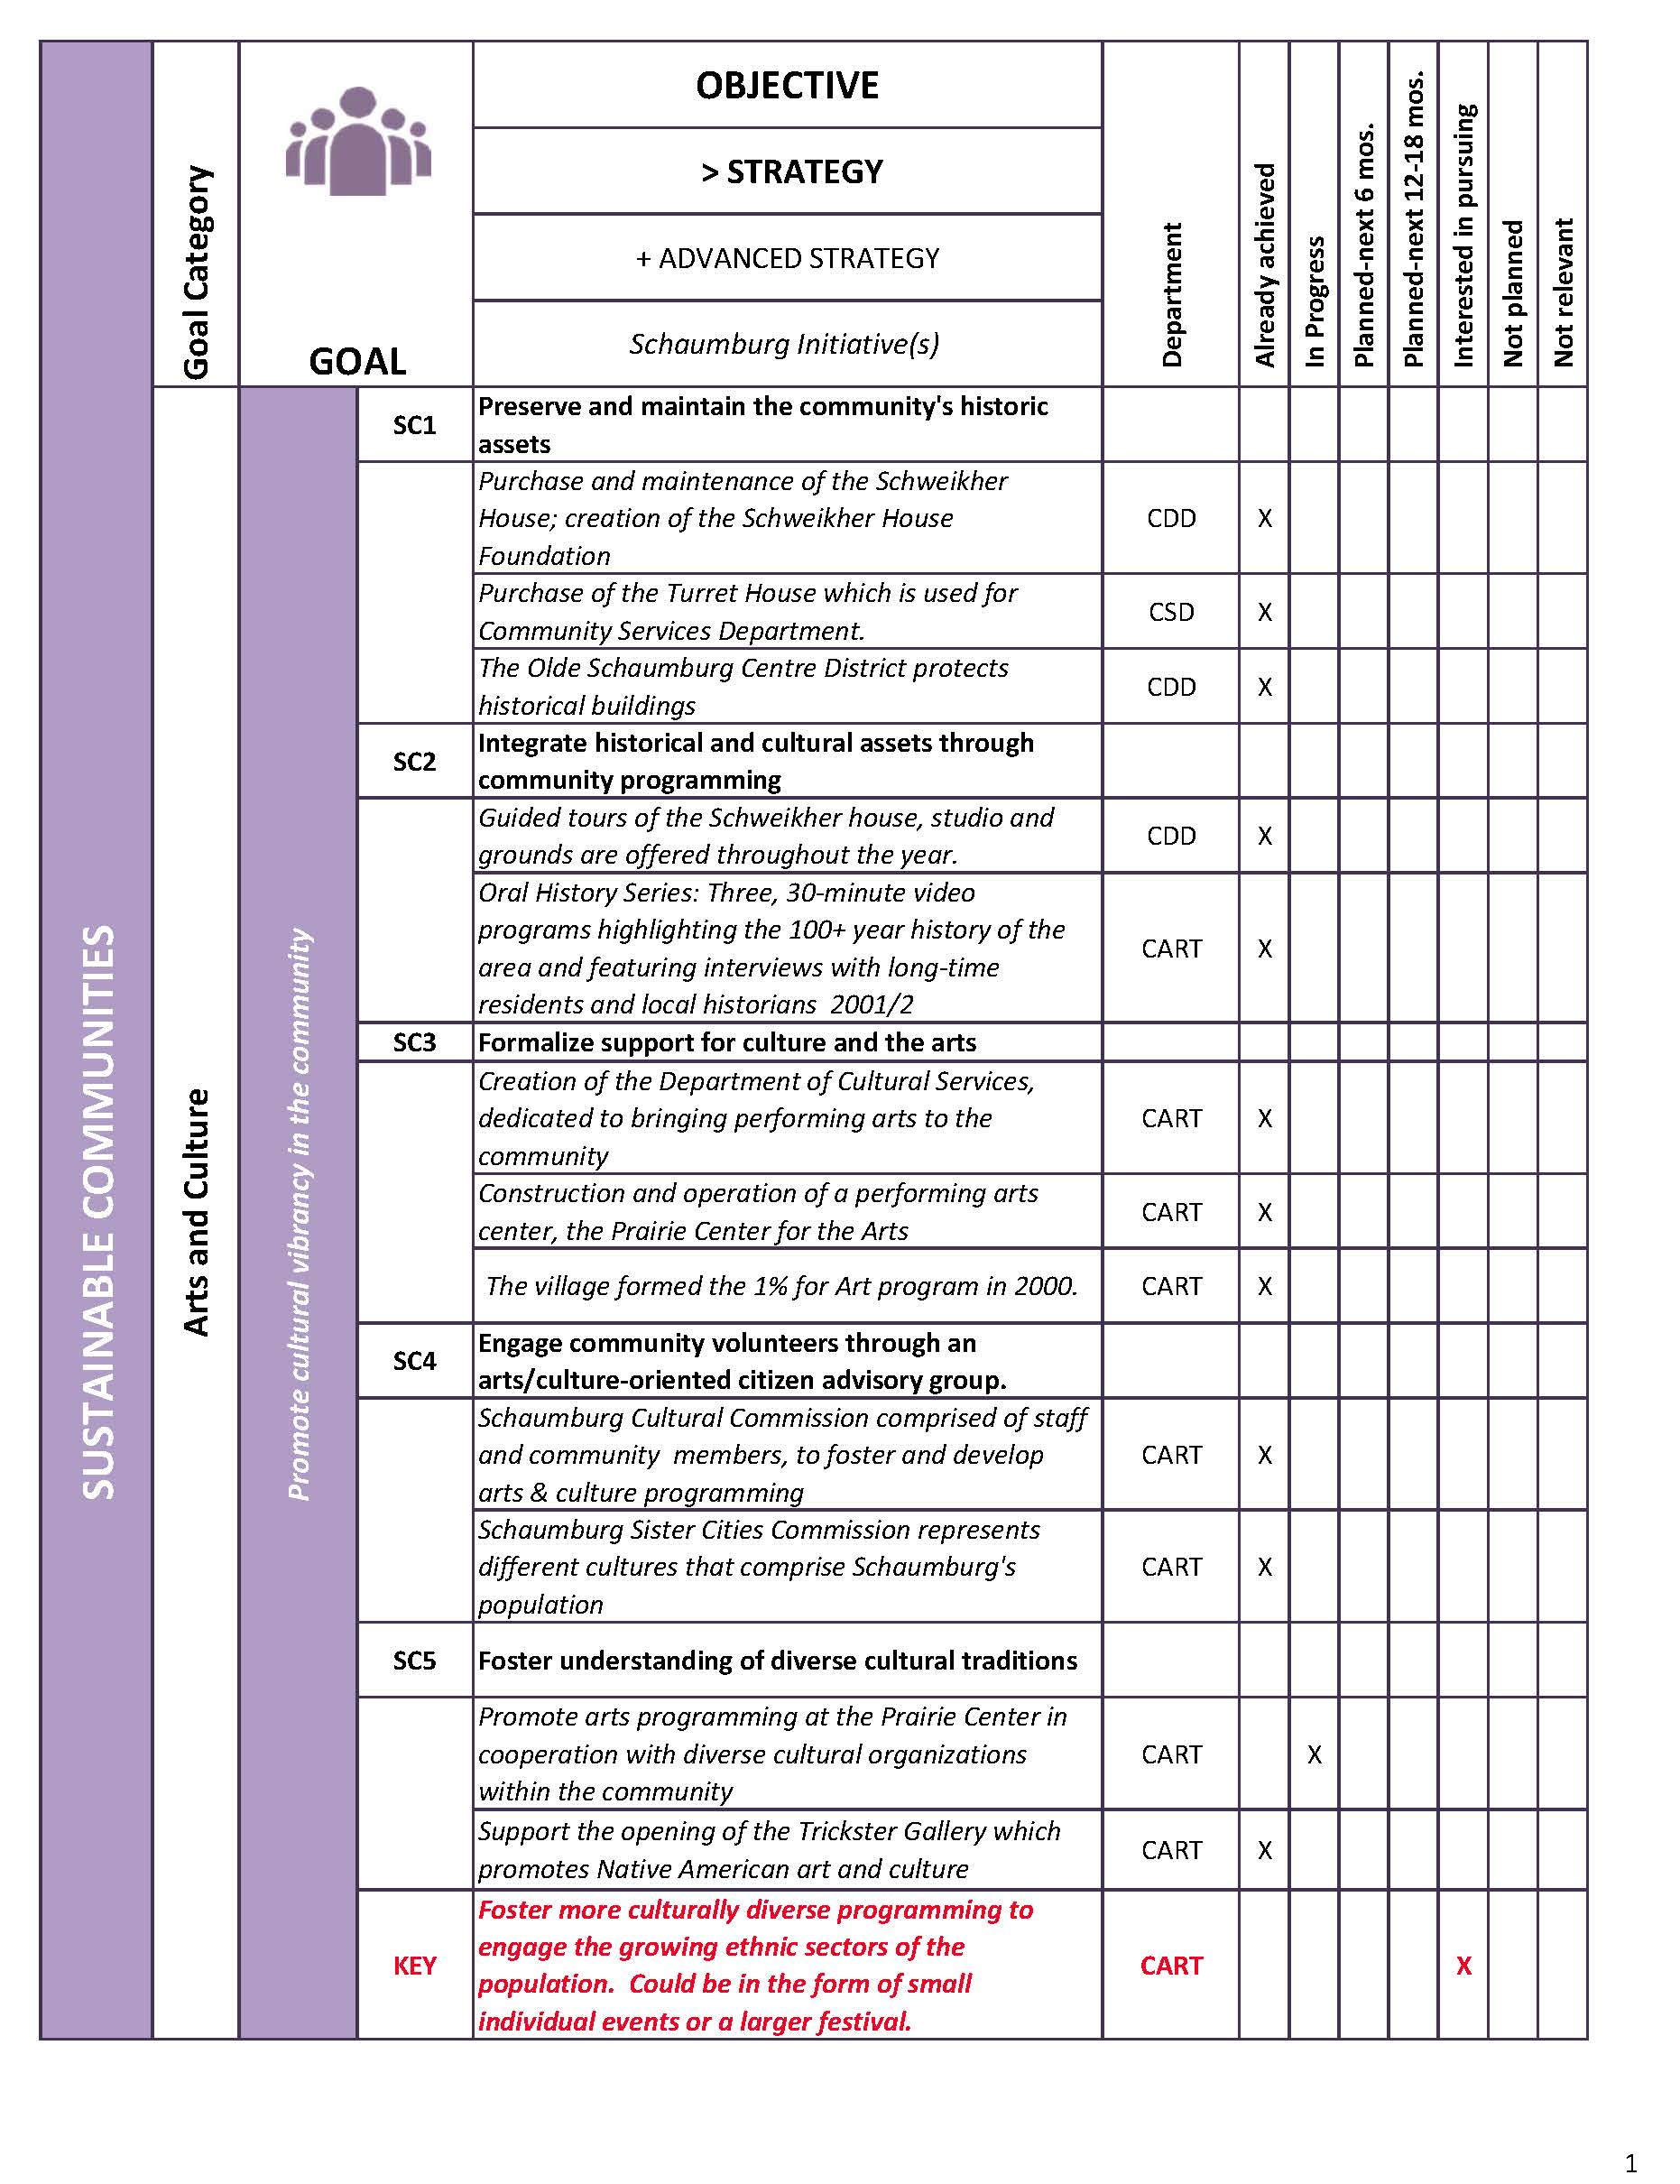 SUSTAINABLE COMMUNITIES
Goal Category
GOAL
OBJECTIVE
> STRATEGY
+ ADVANCED STRATEGY
Schaumburg Initiative(s)
Department
Already achieved
In Progress
Planned-next 6 mos.
Planned-next 12-18 mos.
Interested in pursuing
Not planned
Not relevant
Arts and Culture
Promote cultural vibrancy in the community
SC1
Preserve and maintain the community's historic
assets
Purchase and maintenance of the Schweikher
House; creation of the Schweikher House
Foundation
CDD X
Purchase of the Turret House which is used for
Community Services Department.
CSD X
The Olde Schaumburg Centre District protects
historical buildings
CDD X
SC2
Integrate historical and cultural assets through
community programming
Guided tours of the Schweikher house, studio and
grounds are offered throughout the year.
CDD X
Oral History Series: Three, 30-minute video
programs highlighting the 100+ year history of the
area and featuring interviews with long-time
residents and local historians  2001/2
CART X
SC3 Formalize support for culture and the arts
Creation of the Department of Cultural Services,
dedicated to bringing performing arts to the
community
CART X
Construction and operation of a performing arts
center, the Prairie Center for the Arts
CART X
The village formed the 1% for Art program in 2000. CART X
SC4
Engage community volunteers through an
arts/culture-oriented citizen advisory group.
Schaumburg Cultural Commission comprised of staff
and community  members, to foster and develop
arts & culture programming
CART X
Schaumburg Sister Cities Commission represents
different cultures that comprise Schaumburg's
population
CART X
SC5 Foster understanding of diverse cultural traditions
Promote arts programming at the Prairie Center in
cooperation with diverse cultural organizations
within the community
CART X
Support the opening of the Trickster Gallery which
promotes Native American art and culture
CART X
KEY
Foster more culturally diverse programming to
engage the growing ethnic sectors of the
population.  Could be in the form of small
individual events or a larger festival.
CART X
1